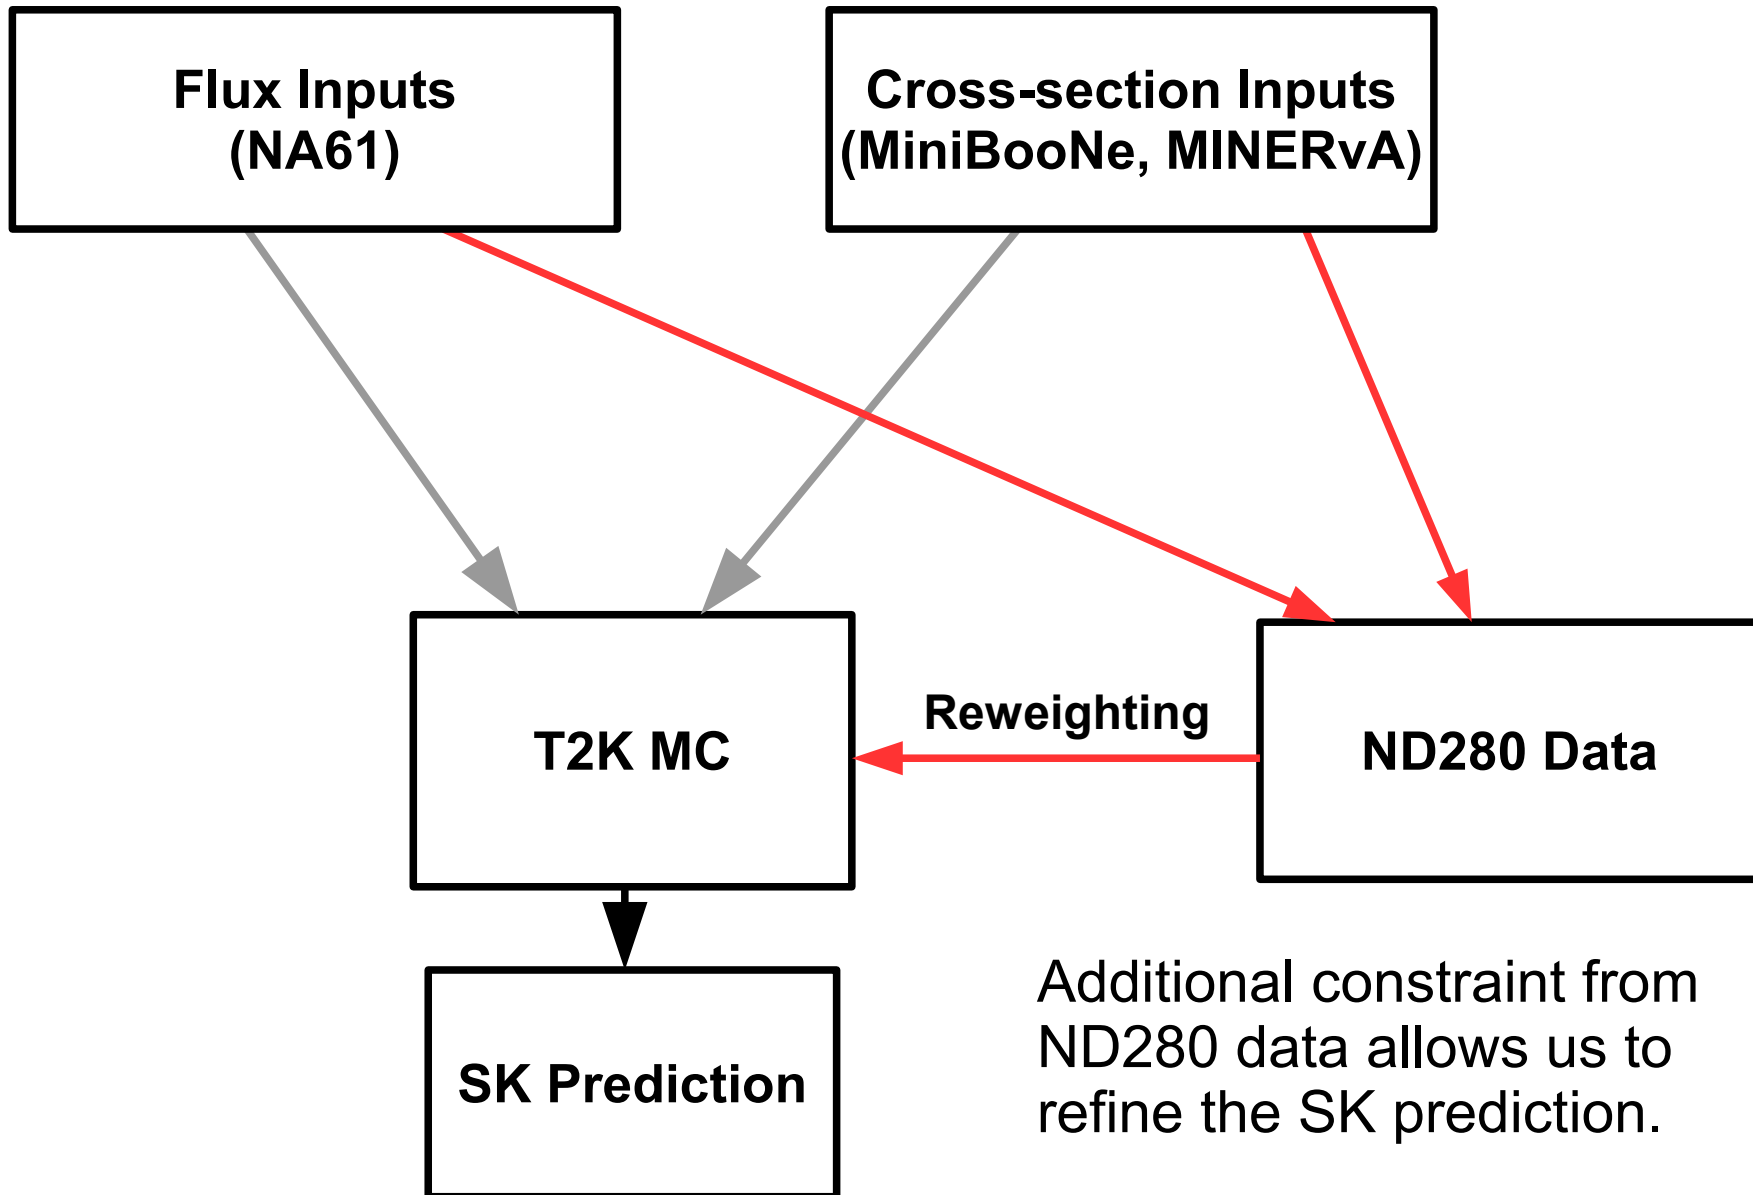 Flux Inputs
(NA61)
Cross-section Inputs
(MiniBooNe, MINERvA)
T2K MC
Reweighting
ND280 Data
SK Prediction
Additional constraint from
ND280 data allows us to
refine the SK prediction.